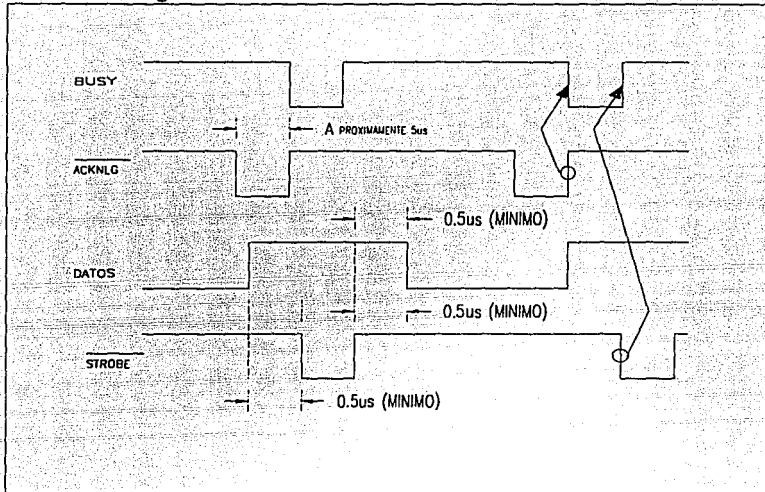 BUSY
A PROXIMAMENTE 5us
ACKNLG
0.5us (MINIMO)
DATOS
0.5us (MINIMO)
STROBE
0.5us (MINIMO)